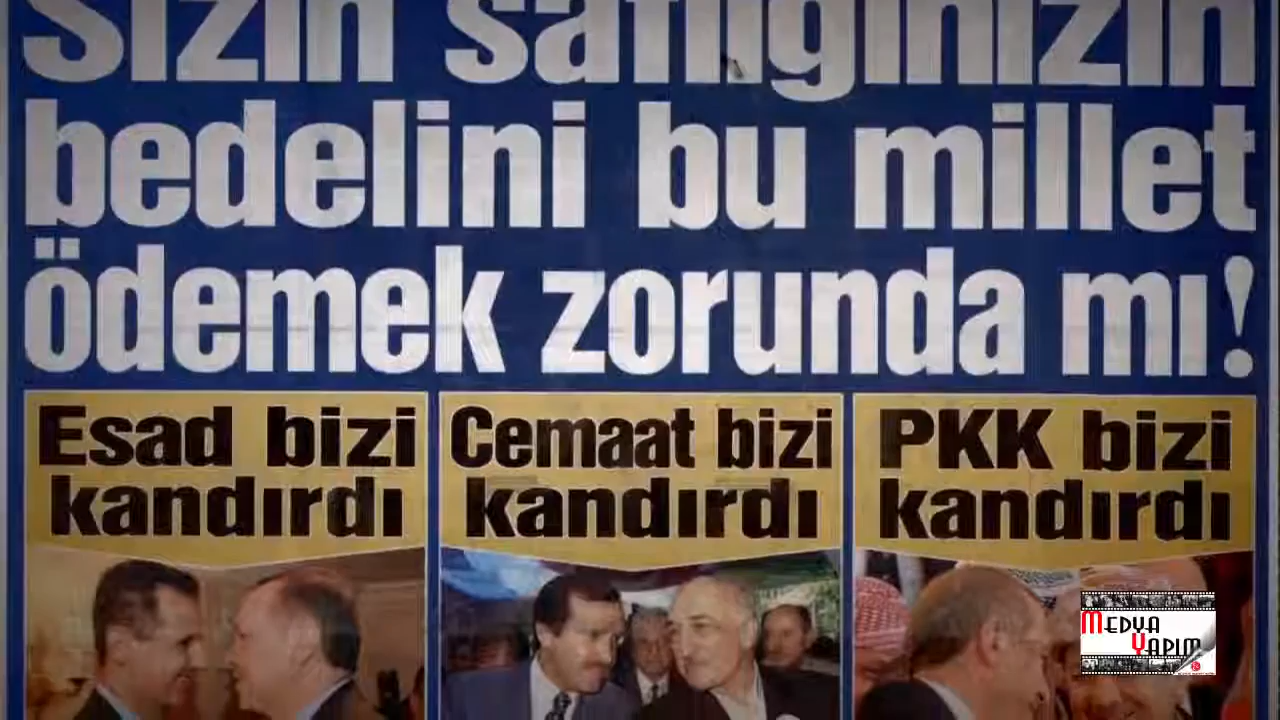 Sizin saflığınızın
bedelini bu millet
ödemek zorunda mı!
Esad bizi
kandırdı
Cemaat bizi
kandırdı
PKK bizi
kandırdı
MEDYA
YAPIM